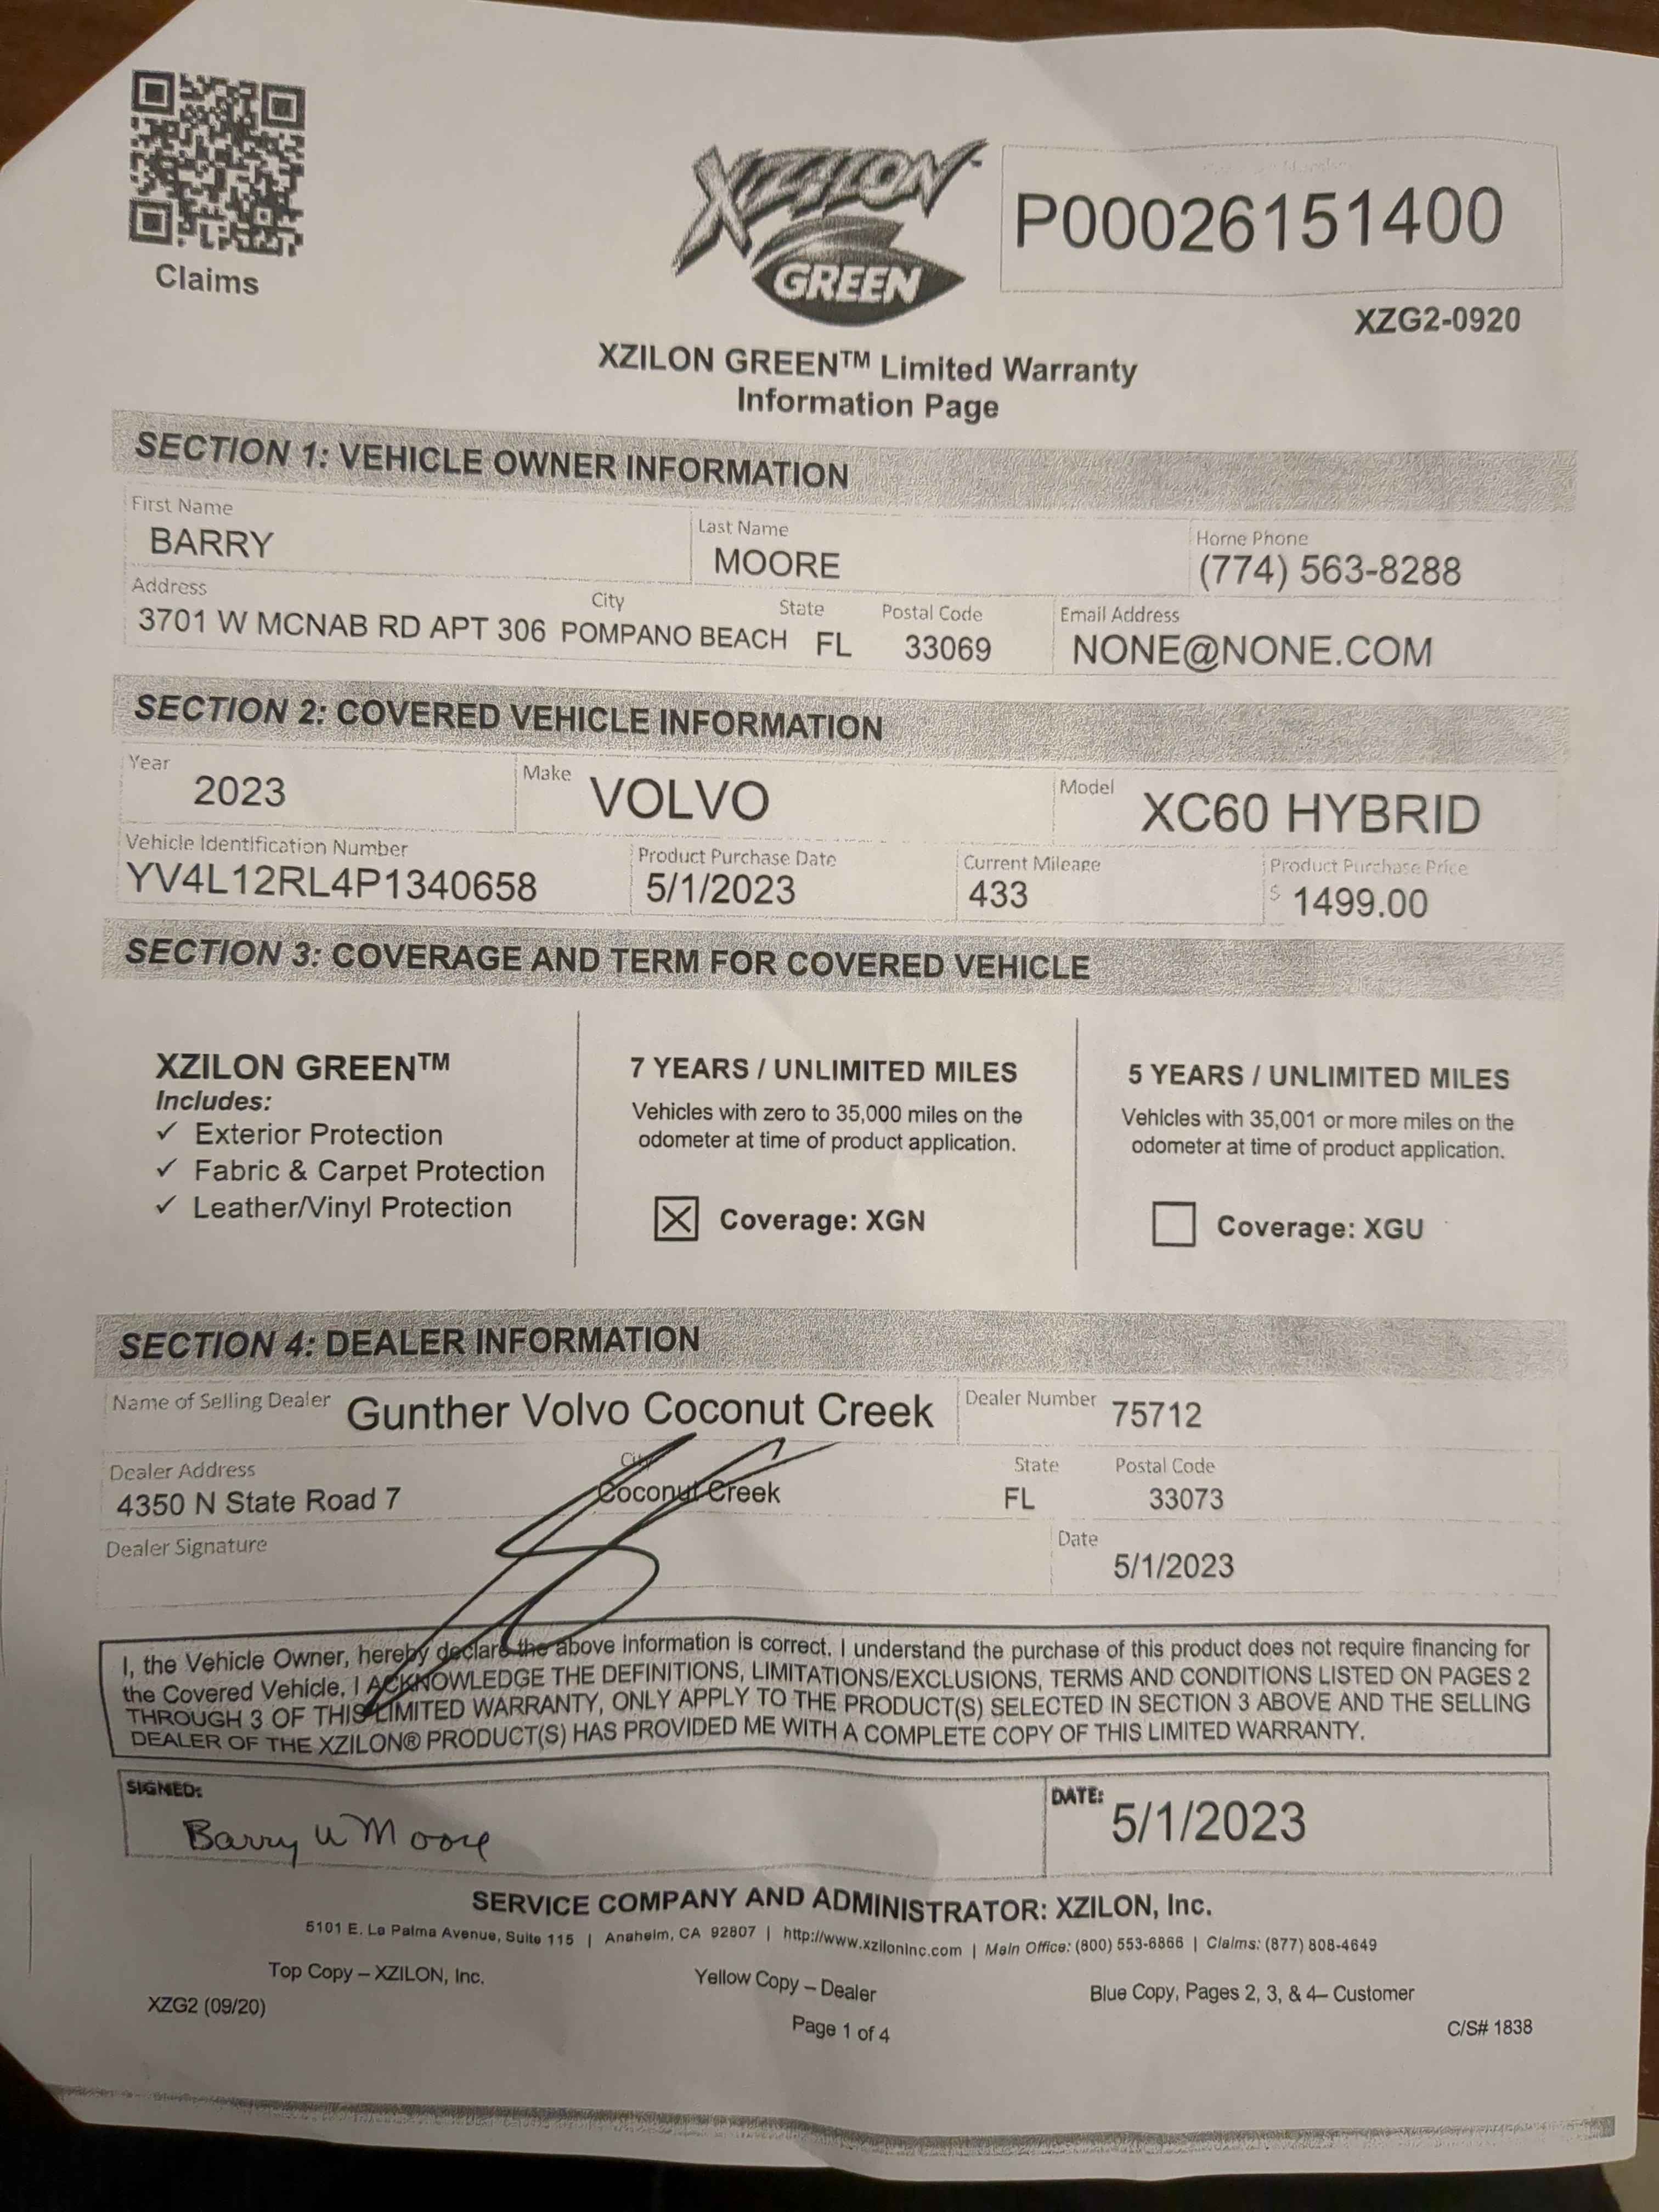 XZILON
GREEN
P00026151400
Claims
XZG2-0920
XZILON GREEN™ Limited Warranty
Information Page
SECTION 1: VEHICLE OWNER INFORMATION
First Name
BARRY
Last Name
MOORE
Home Phone
(774) 563-8288
Address
3701 W MCNAB RD APT 306
City
POMPANO BEACH
State
FL
Postal Code
33069
Email Address
NONE@NONE.COM
SECTION 2: COVERED VEHICLE INFORMATION
Year
2023
Make
VOLVO
Model
XC60 HYBRID
Vehicle Identification Number
YV4L12RL4P1340658
Product Purchase Date
5/1/2023
Current Mileage
433
Product Purchase Price
$ 1499.00
SECTION 3: COVERAGE AND TERM FOR COVERED VEHICLE
XZILON GREEN™
Includes:
✓ Exterior Protection
✓ Fabric & Carpet Protection
✓ Leather/Vinyl Protection
7 YEARS / UNLIMITED MILES
Vehicles with zero to 35,000 miles on the
odometer at time of product application.
☒ Coverage: XGN
5 YEARS / UNLIMITED MILES
Vehicles with 35,001 or more miles on the
odometer at time of product application.
☐ Coverage: XGU
SECTION 4: DEALER INFORMATION
Name of Selling Dealer
Gunther Volvo Coconut Creek
Dealer Number
75712
Dealer Address
4350 N State Road 7
City
Coconut Creek
State
FL
Postal Code
33073
Dealer Signature
Date
5/1/2023
I, the Vehicle Owner, hereby declare the above information is correct. I understand the purchase of this product does not require financing for
the Covered Vehicle. I ACKNOWLEDGE THE DEFINITIONS, LIMITATIONS/EXCLUSIONS, TERMS AND CONDITIONS LISTED ON PAGES 2
THROUGH 3 OF THIS LIMITED WARRANTY, ONLY APPLY TO THE PRODUCT(S) SELECTED IN SECTION 3 ABOVE AND THE SELLING
DEALER OF THE XZILON® PRODUCT(S) HAS PROVIDED ME WITH A COMPLETE COPY OF THIS LIMITED WARRANTY.
SIGNED:
Barry W Moore
DATE:
5/1/2023
SERVICE COMPANY AND ADMINISTRATOR: XZILON, Inc.
5101 E. La Palma Avenue, Suite 115 | Anaheim, CA 92807 | http://www.xziloninc.com | Main Office: (800) 553-6866 | Claims: (877) 808-4649
Top Copy – XZILON, Inc.
Yellow Copy – Dealer
Blue Copy, Pages 2, 3, & 4– Customer
XZG2 (09/20)
Page 1 of 4
C/S# 1838